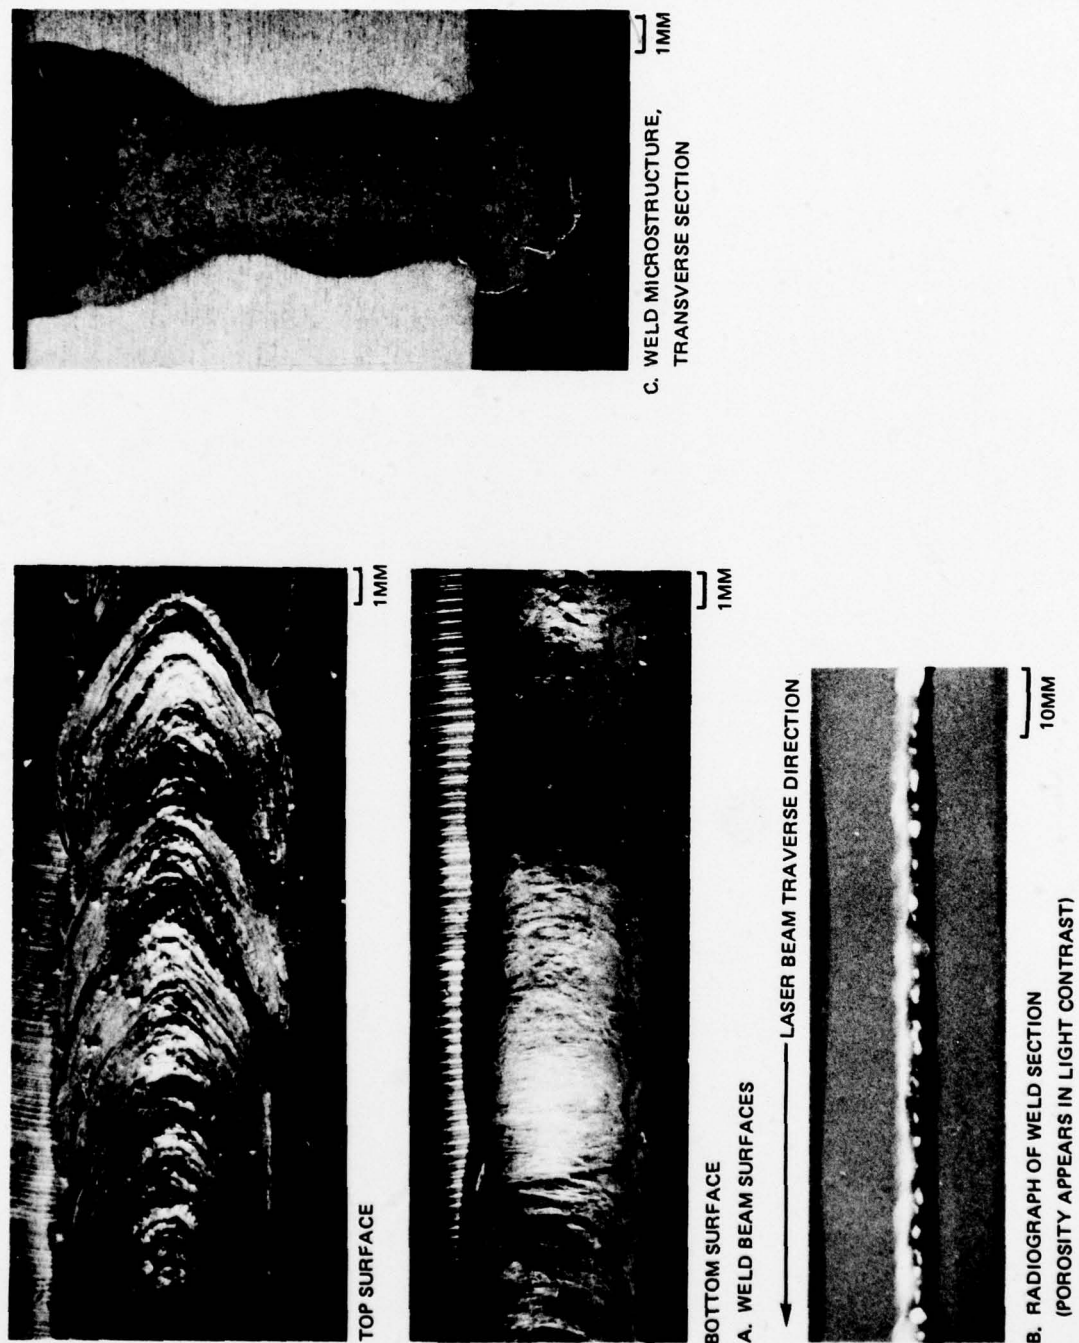 TOP SURFACE
1MM
BOTTOM SURFACE
1MM
A. WELD BEAM SURFACES
LASER BEAM TRAVERSE DIRECTION
10MM
B. RADIOGRAPH OF WELD SECTION
(POROSITY APPEARS IN LIGHT CONTRAST)
1MM
C. WELD MICROSTRUCTURE,
TRANSVERSE SECTION